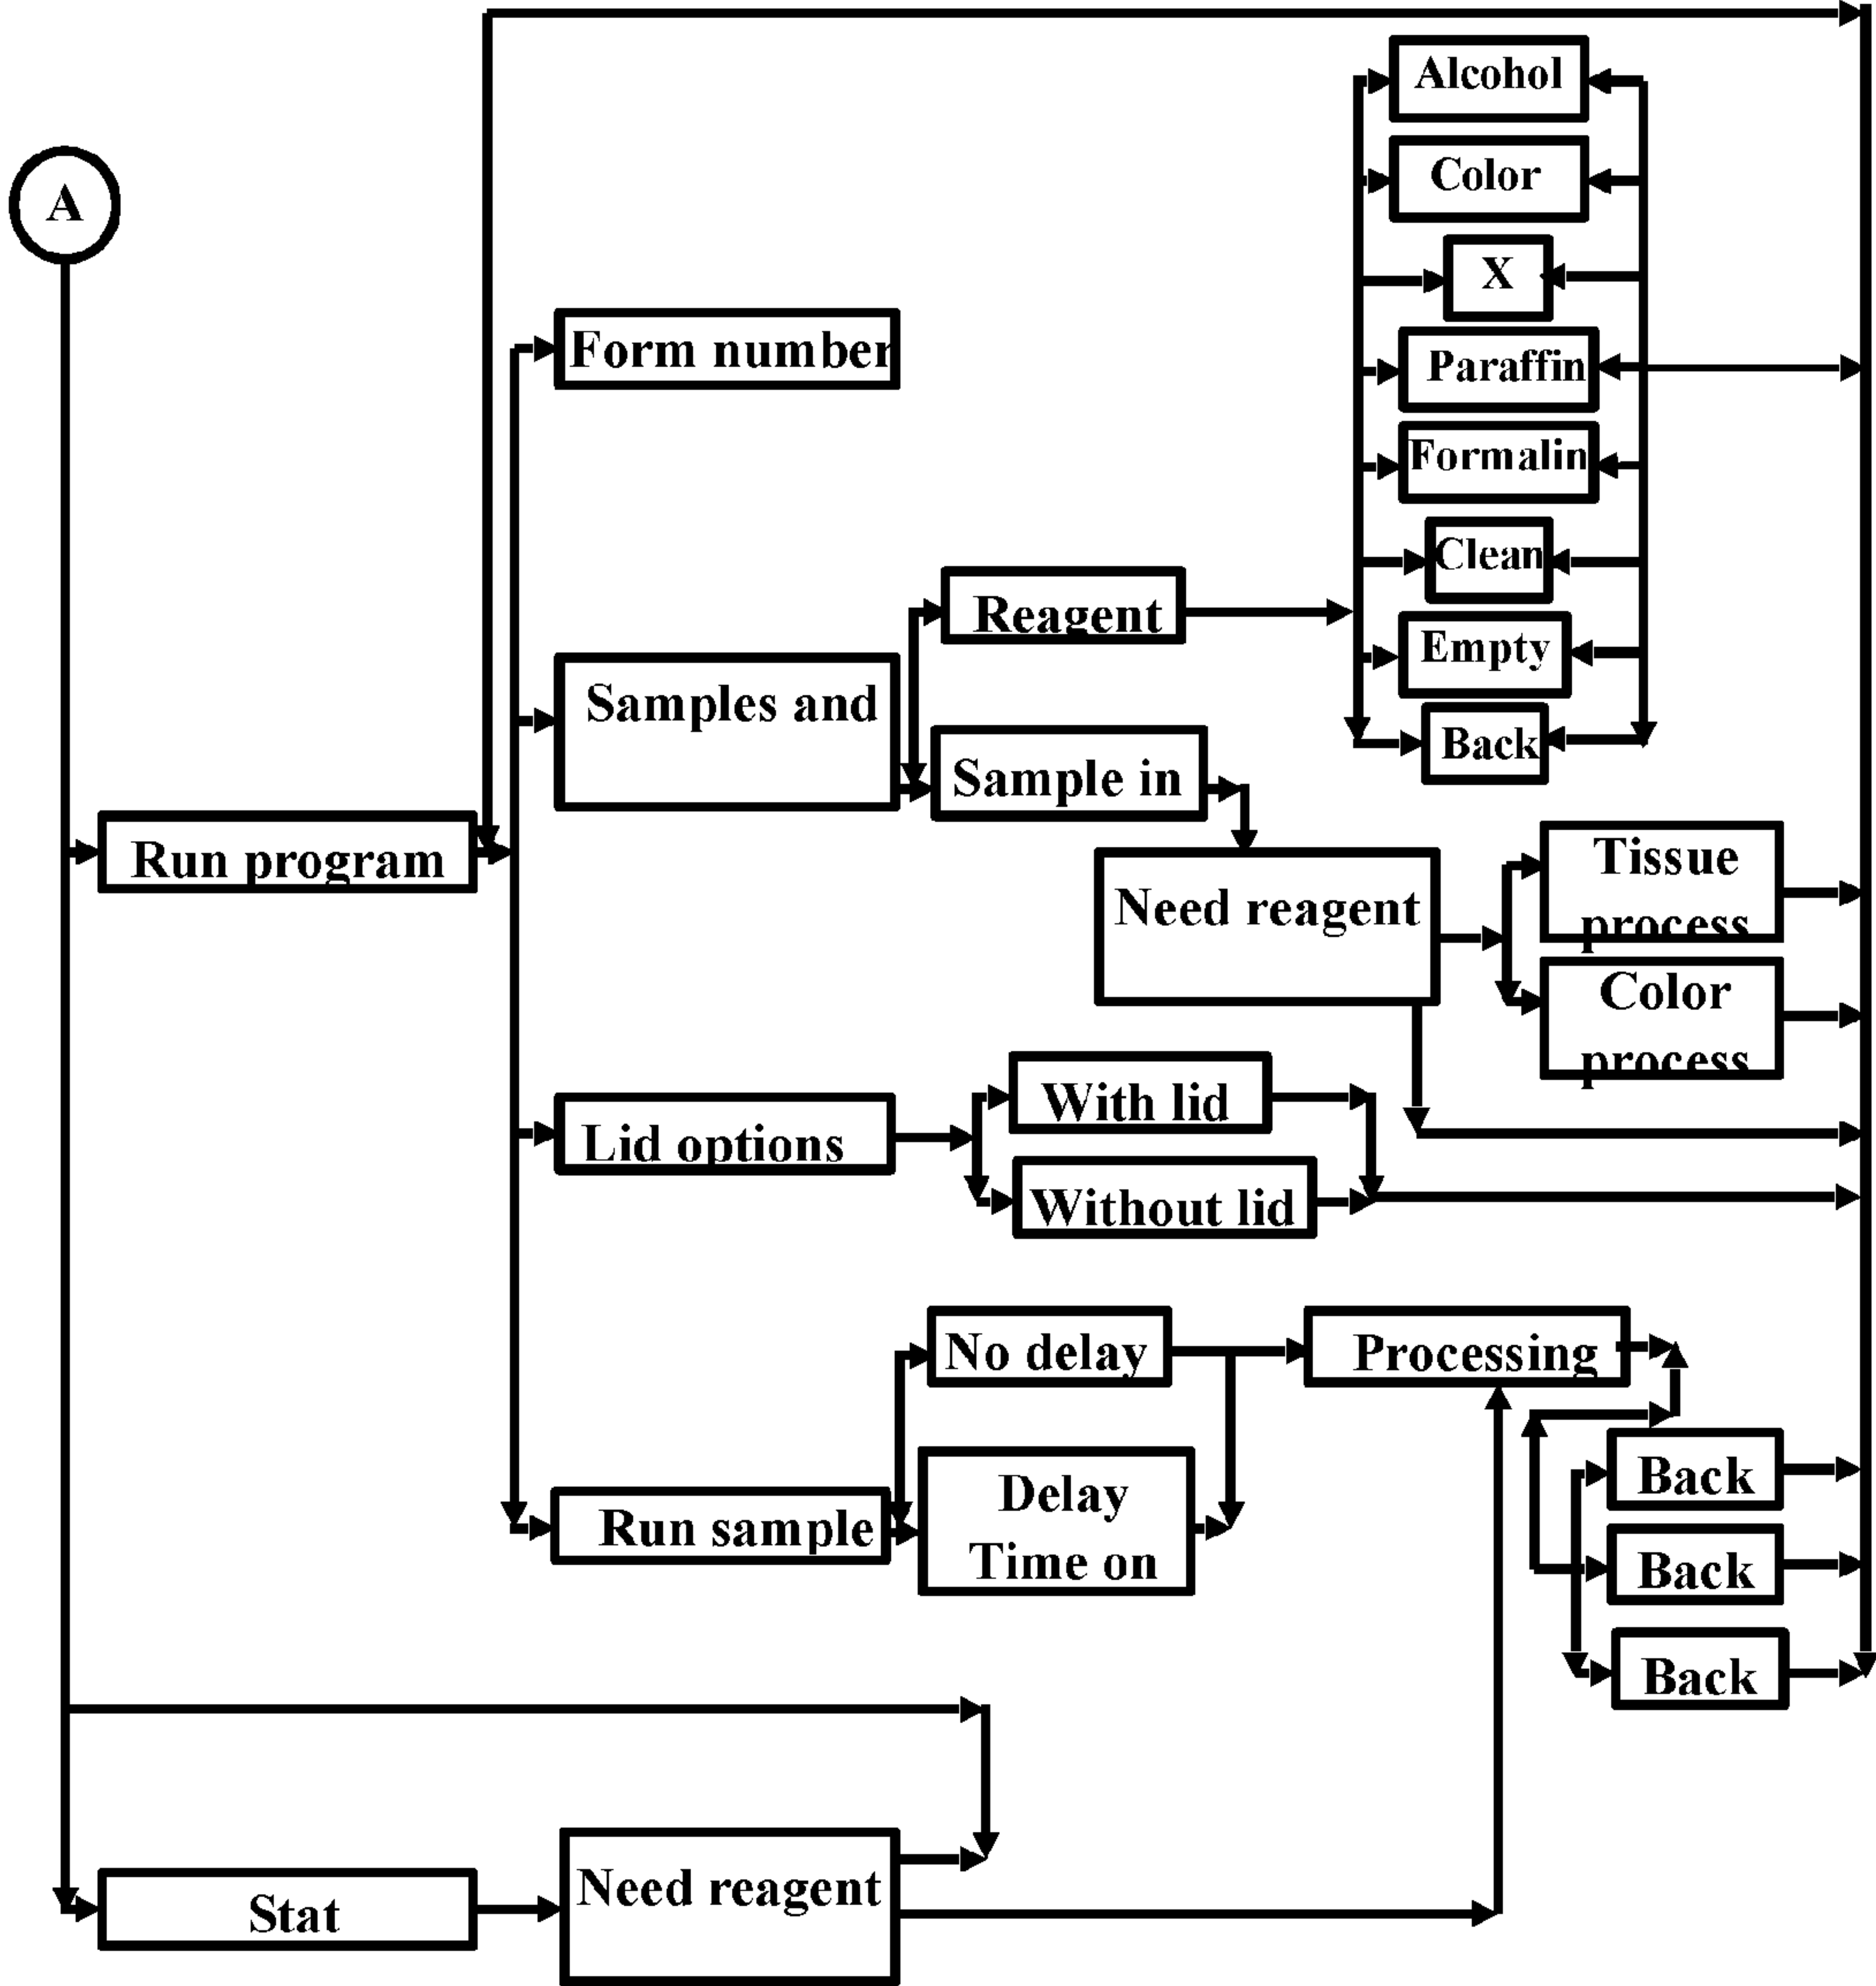 A
Alcohol
Color
X
Paraffin
Formalin
Clean
Empty
Back
Form number
Reagent
Samples and
Sample in
Run program
Need reagent
Tissue
process
Color
process
With lid
Lid options
Without lid
No delay
Processing
Delay
Time on
Run sample
Back
Back
Back
Need reagent
Stat